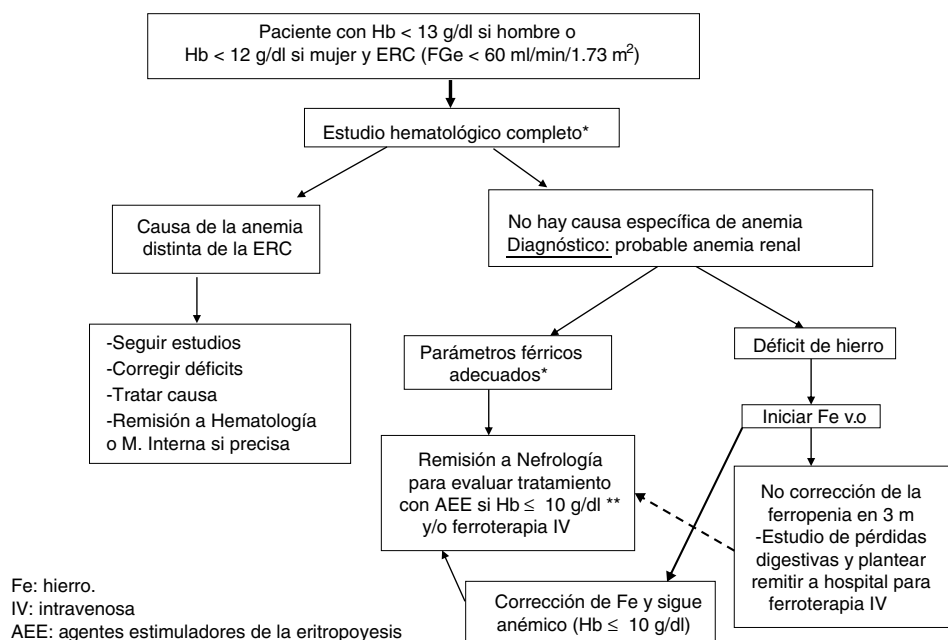 Paciente con Hb < 13 g/dl si hombre o
Hb < 12 g/dl si mujer y ERC (FGe < 60 ml/min/1.73 m²)
Estudio hematológico completo*
Causa de la anemia
distinta de la ERC
No hay causa específica de anemia
Diagnóstico: probable anemia renal
-Seguir estudios
-Corregir déficits
-Tratar causa
-Remisión a Hematología
o M. Interna si precisa
Parámetros férricos
adecuados*
Déficit de hierro
Iniciar Fe v.o
Remisión a Nefrología
para evaluar tratamiento
con AEE si Hb ≤ 10 g/dl **
y/o ferroterapia IV
No corrección de la
ferropenia en 3 m
-Estudio de pérdidas
digestivas y plantear
remitir a hospital para
ferroterapia IV
Corrección de Fe y sigue
anémico (Hb ≤ 10 g/dl)
Fe: hierro.
IV: intravenosa
AEE: agentes estimuladores de la eritropoyesis